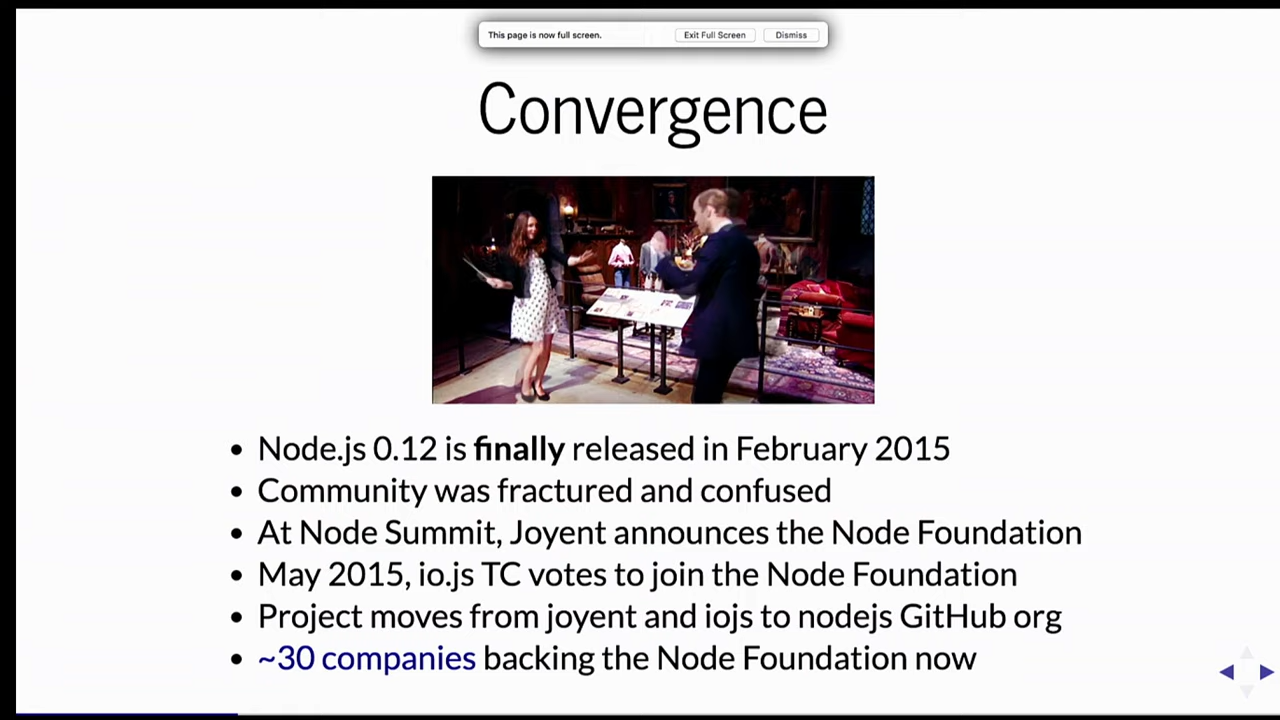 This page is now full screen. Exit Full Screen Dismiss
Convergence
Node.js 0.12 is finally released in February 2015
Community was fractured and confused
At Node Summit, Joyent announces the Node Foundation
May 2015, io.js TC votes to join the Node Foundation
Project moves from joyent and iojs to nodejs GitHub org
~30 companies backing the Node Foundation now